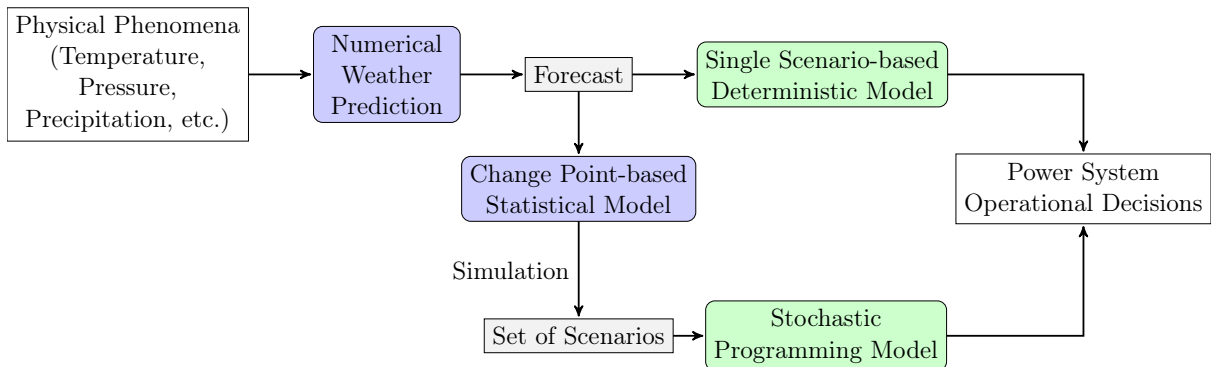 Physical Phenomena
(Temperature,
Pressure,
Precipitation, etc.)
Numerical
Weather
Prediction
Forecast
Single Scenario-based
Deterministic Model
Change Point-based
Statistical Model
Power System
Operational Decisions
Simulation
Set of Scenarios
Stochastic
Programming Model